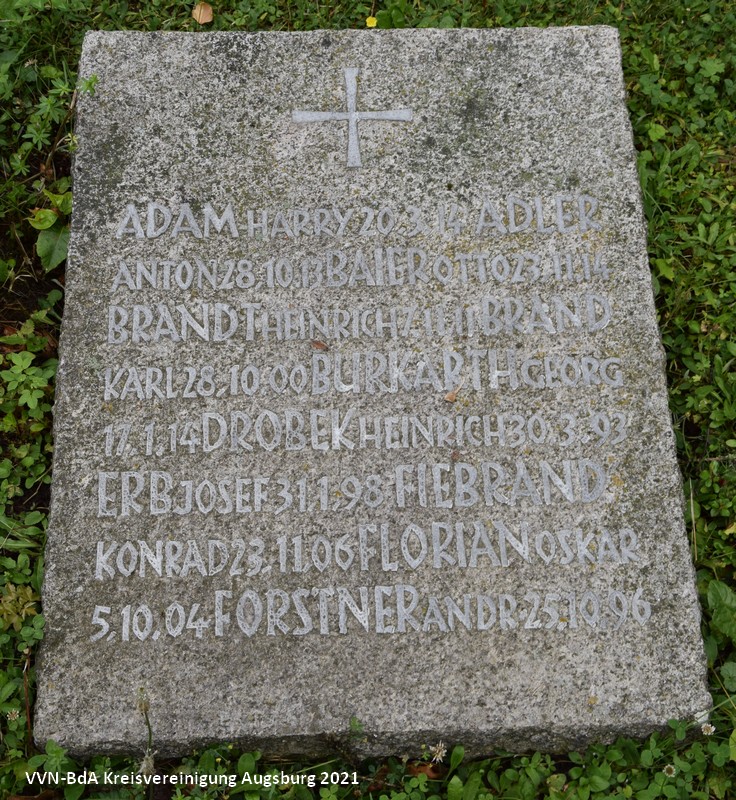 ADAM HARRY 20.3.14 ADLER
ANTON 28.10.13 BAIER OTTO 23.11.14
BRANDT HEINRICH 7.11.11 BRAND
KARL 28.10.00 BURKARTH GEORG
17.1.14 DROBEK HEINRICH 30.3.93
ERB JOSEF 31.1.98 FIEBRAND
KONRAD 23.11.06 FLORIAN OSKAR
5.10.04 FORSTNER ANDR 25.10.96
VVN-BdA Kreisvereinigung Augsburg 2021